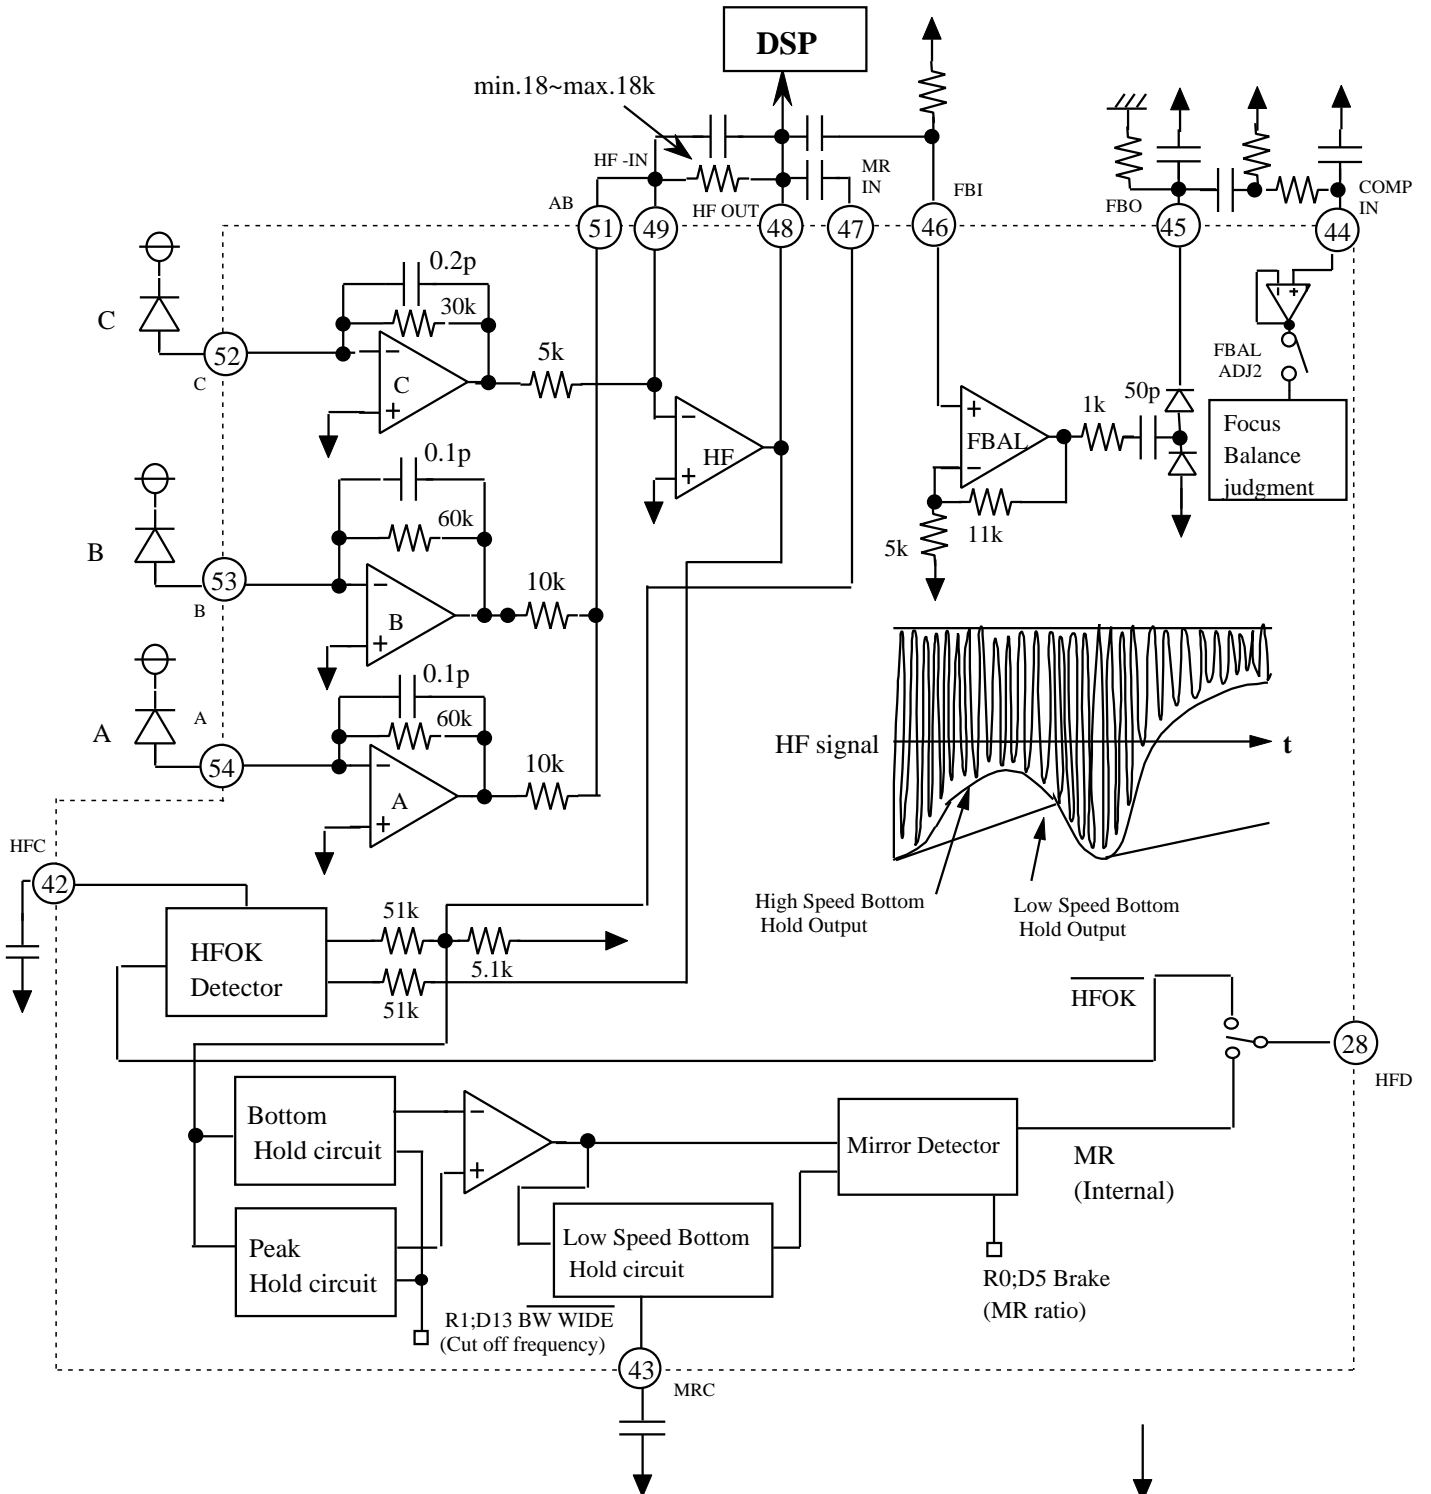 DSP
min.18~max.18k
HF -IN
MR
IN
AB
HF OUT
FBI
FBO
COMP
IN
51
49
48
47
46
45
44
C
52
C
0.2p
30k
−
C
+
5k
−
HF
+
+
FBAL
−
5k
11k
1k
50p
− +
FBAL
ADJ2
Focus
Balance
judgment
B
53
B
0.1p
60k
−
B
+
10k
A
A
54
0.1p
60k
−
A
+
10k
HF signal
t
High Speed Bottom
Hold Output
Low Speed Bottom
Hold Output
HFC
42
HFOK
Detector
51k
5.1k
51k
HFOK
28
HFD
Bottom
Hold circuit
−
+
Mirror Detector
MR
(Internal)
Peak
Hold circuit
Low Speed Bottom
Hold circuit
R0;D5 Brake
(MR ratio)
R1;D13 BW WIDE
(Cut off frequency)
43
MRC